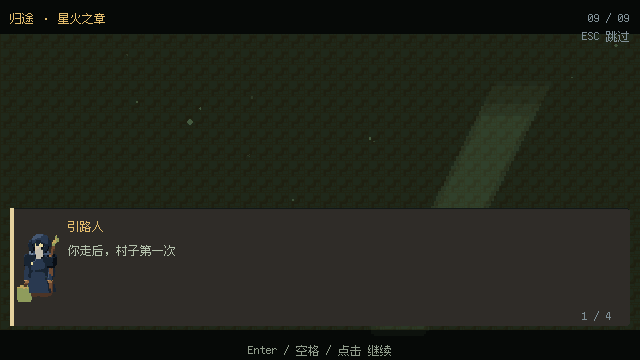 归途 · 星火之章
09 / 09
ESC 跳过
引路人
你走后，村子第一次
1 / 4
Enter / 空格 / 点击 继续